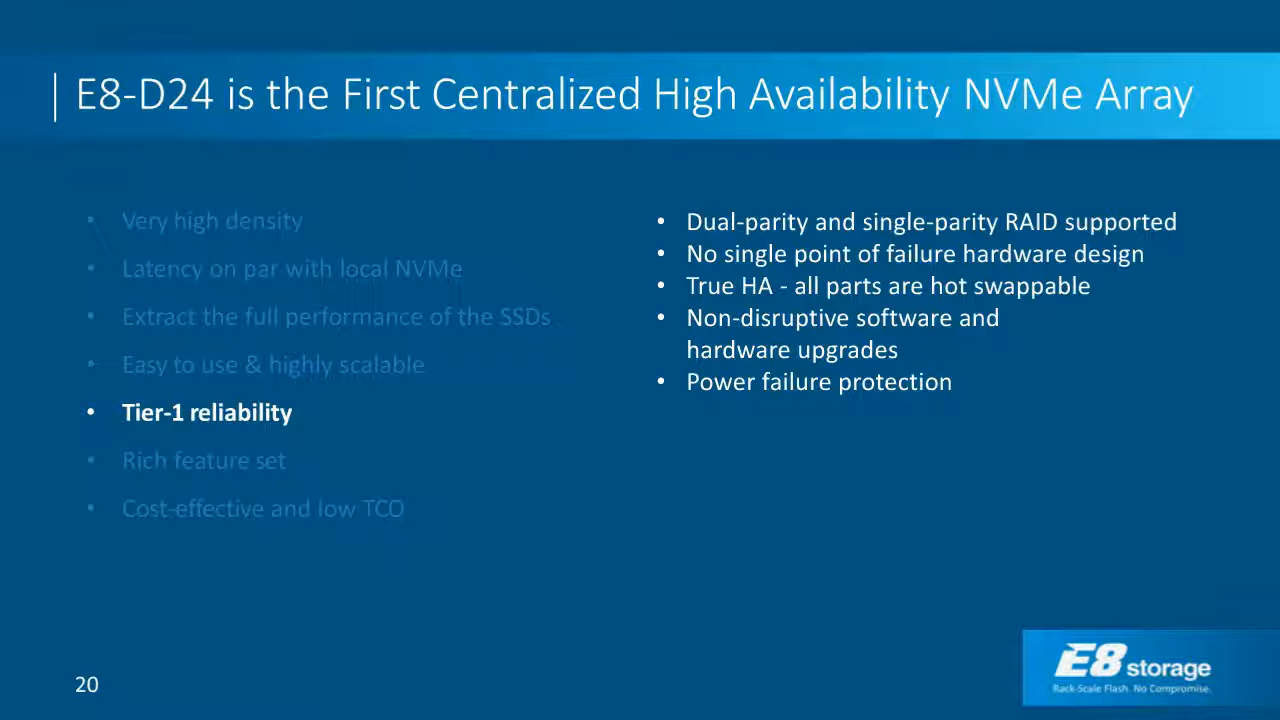 E8-D24 is the First Centralized High Availability NVMe Array
• Very high density
• Latency on par with local NVMe
• Extract the full performance of the SSDs
• Easy to use & highly scalable
• Tier-1 reliability
• Rich feature set
• Cost-effective and low TCO
• Dual-parity and single-parity RAID supported
• No single point of failure hardware design
• True HA - all parts are hot swappable
• Non-disruptive software and
hardware upgrades
• Power failure protection
20
E8 storage
Rack-Scale Flash. No Compromise.